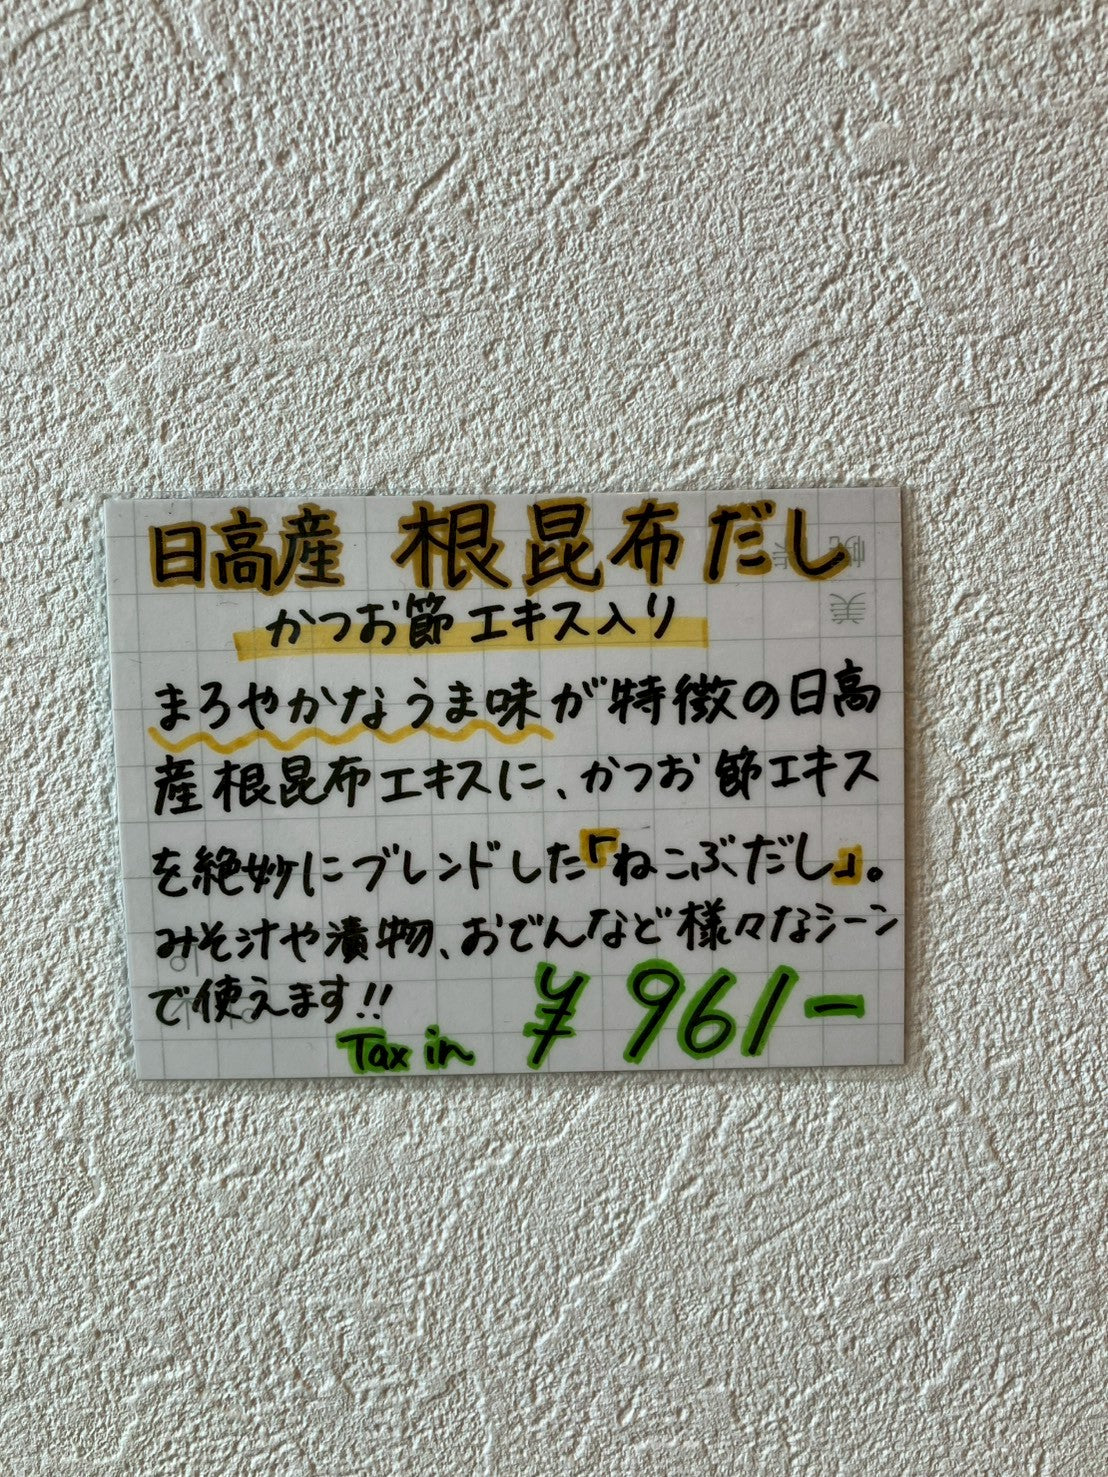 日高産 根昆布だし
かつお節エキス入り
まろやかなうま味が特徴の日高
産根昆布エキスに、かつお節エキス
を絶妙にブレンドした「ねこぶだし」。
みそ汁や漬物、おでんなど様々なシーン
で使えます!!
Tax in ¥961-